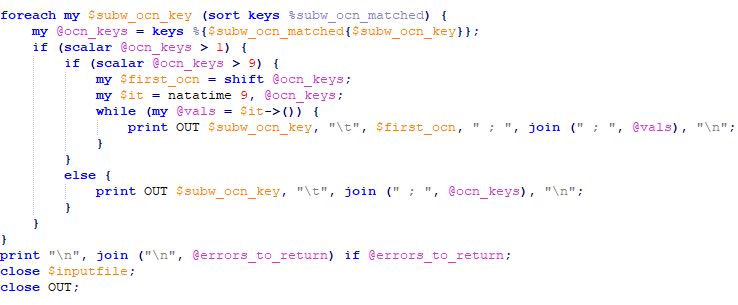 foreach my $subw_ocn_key (sort keys %subw_ocn_matched) {
    my @ocn_keys = keys %{$subw_ocn_matched{$subw_ocn_key}};
    if (scalar @ocn_keys > 1) {
        if (scalar @ocn_keys > 9) {
            my $first_ocn = shift @ocn_keys;
            my $it = natatime 9, @ocn_keys;
            while (my @vals = $it->()) {
                print OUT $subw_ocn_key, "\t", $first_ocn, " ; ", join (" ; ", @vals), "\n";
            }
        }
        else {
            print OUT $subw_ocn_key, "\t", join (" ; ", @ocn_keys), "\n";
        }
    }
}
print "\n", join ("\n", @errors_to_return) if @errors_to_return;
close $inputfile;
close OUT;